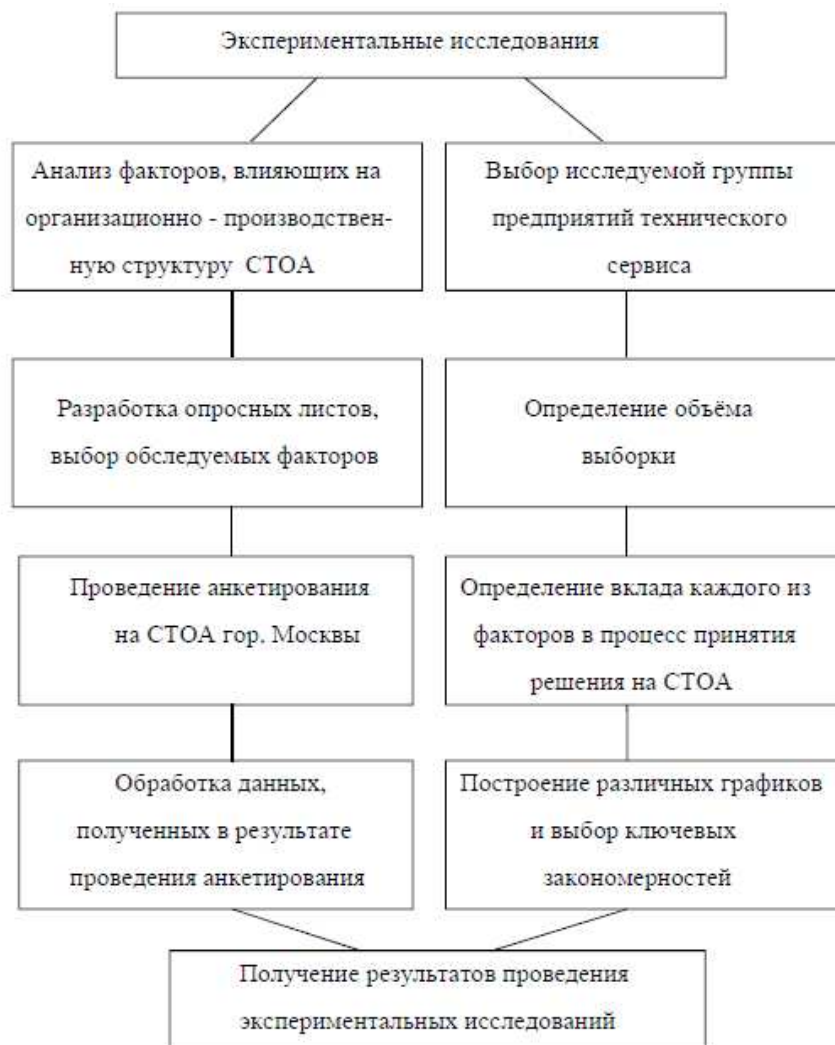 Экспериментальные исследования
Анализ факторов, влияющих на
организационно - производствен-
ную структуру СТОА
Выбор исследуемой группы
предприятий технического
сервиса
Разработка опросных листов,
выбор обследуемых факторов
Определение объёма
выборки
Проведение анкетирования
на СТОА гор. Москвы
Определение вклада каждого из
факторов в процесс принятия
решения на СТОА
Обработка данных,
полученных в результате
проведения анкетирования
Построение различных графиков
и выбор ключевых
закономерностей
Получение результатов проведения
экспериментальных исследований